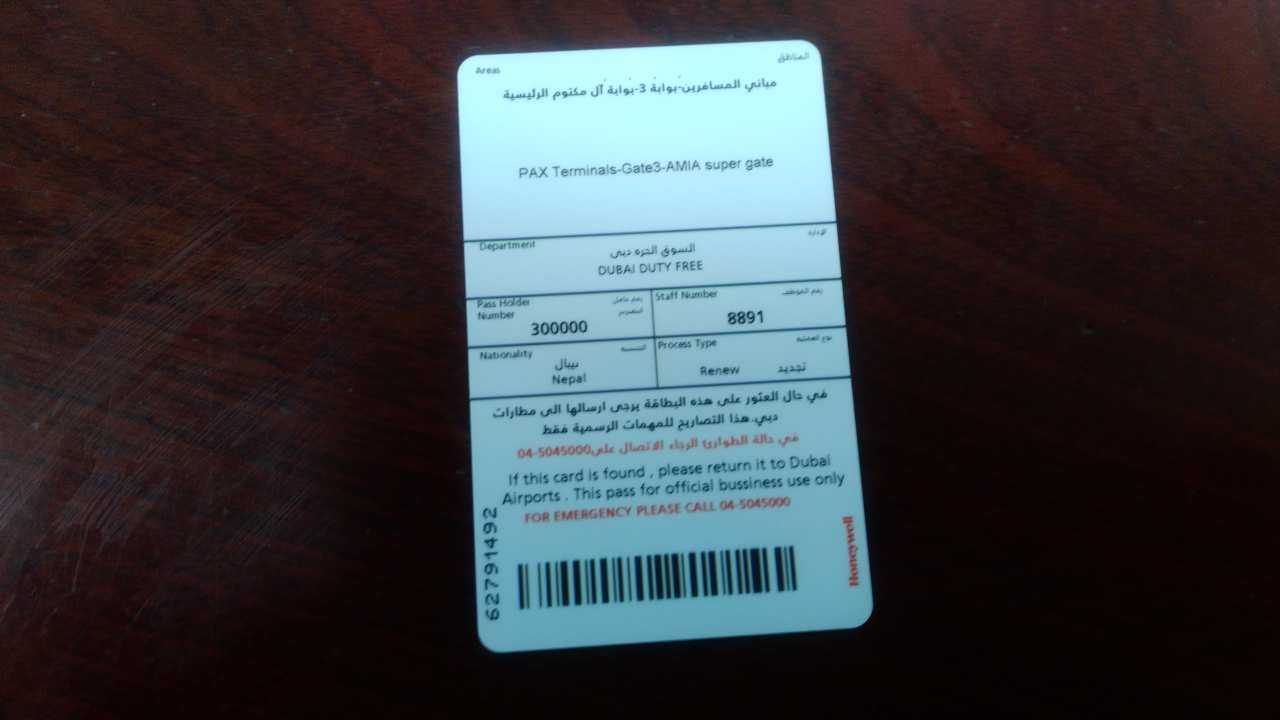 Areas المناطق
مباني المسافرين-بوابة 3-بوابة آل مكتوم الرئيسية
PAX Terminals-Gate3-AMIA super gate
Department الإدارة
السوق الحره دبى
DUBAI DUTY FREE
Pass Holder Number رقم حامل التصريح
300000
Staff Number رقم الموظف
8891
Nationality الجنسية
نيبال
Nepal
Process Type نوع العملية
Renew تجديد
في حال العثور على هذه البطاقة يرجى ارسالها الى مطارات
دبي.هذا التصاريح للمهمات الرسمية فقط
في حالة الطوارئ الرجاء الاتصال على04-5045000
If this card is found , please return it to Dubai
Airports . This pass for official bussiness use only
FOR EMERGENCY PLEASE CALL 04-5045000
62791492
Honeywell